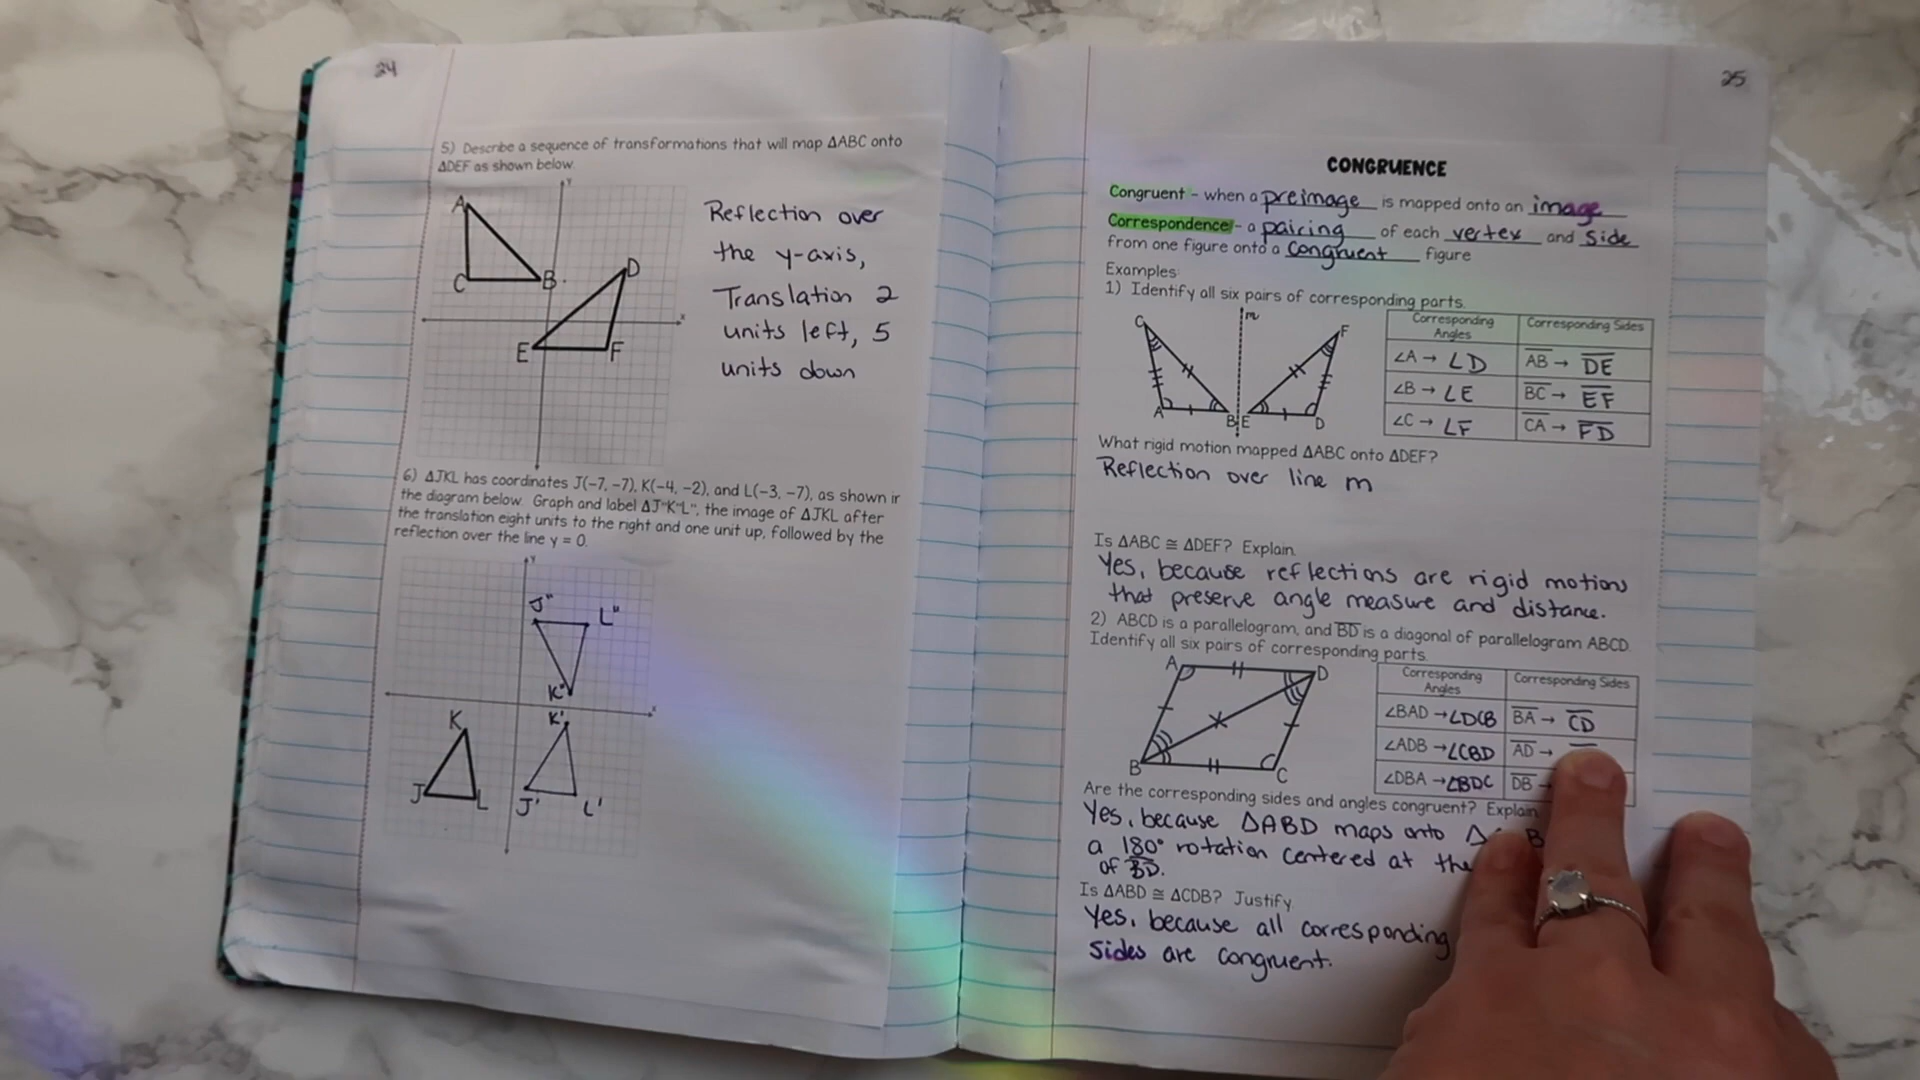 24
5) Describe a sequence of transformations that will map ΔABC onto
ΔDEF as shown below.
Y
A
C
B
D
x
E
F
Reflection over
the y-axis,
Translation 2
units left, 5
units down
6) ΔJKL has coordinates J(-7, -7), K(-4, -2), and L(-3, -7), as shown in
the diagram below. Graph and label ΔJ"K"L", the image of ΔJKL after
the translation eight units to the right and one unit up, followed by the
reflection over the line y = 0.
Y
J"
L"
K"
x
K
K'
J
L
J'
L'
25
CONGRUENCE
Congruent - when a preimage is mapped onto an image
Correspondence - a pairing of each vertex and side
from one figure onto a congruent figure
Examples:
1) Identify all six pairs of corresponding parts.
C
m
F
A
B
E
D
Corresponding Angles
Corresponding Sides
∠A → ∠D
AB → DE
∠B → ∠E
BC → EF
∠C → ∠F
CA → FD
What rigid motion mapped ΔABC onto ΔDEF?
Reflection over line m
Is ΔABC ≅ ΔDEF? Explain.
Yes, because reflections are rigid motions
that preserve angle measure and distance.
2) ABCD is a parallelogram, and BD is a diagonal of parallelogram ABCD.
Identify all six pairs of corresponding parts.
A
D
B
C
Corresponding Angles
Corresponding Sides
∠BAD → ∠DCB
BA → CD
∠ADB → ∠CBD
AD →
∠DBA → ∠BDC
DB →
Are the corresponding sides and angles congruent? Explain
Yes, because ΔABD maps onto Δ B
a 180° rotation centered at the
of BD.
Is ΔABD ≅ ΔCDB? Justify.
Yes, because all corresponding
sides are congruent.